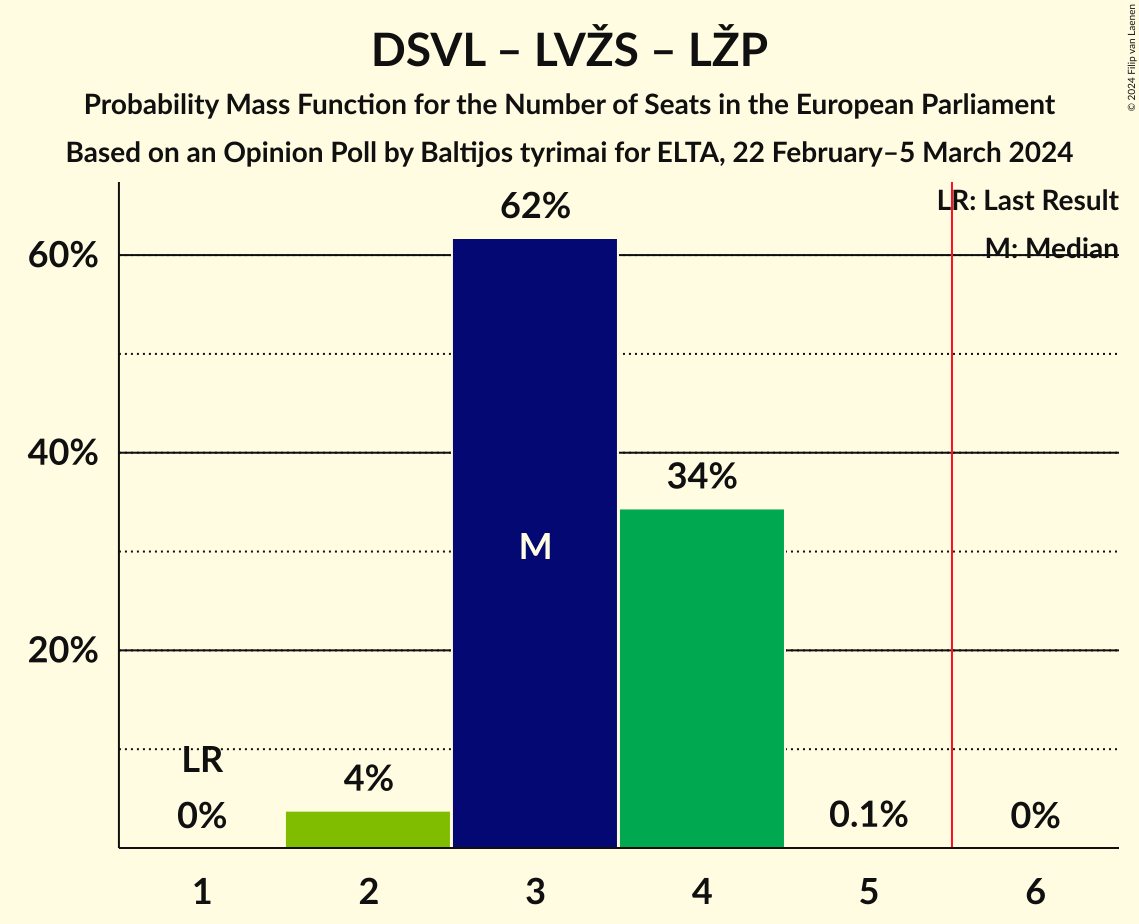 DSVL – LVŽS – LŽP
Probability Mass Function for the Number of Seats in the European Parliament
Based on an Opinion Poll by Baltijos tyrimai for ELTA, 22 February–5 March 2024
© 2024 Filip van Laenen
LR: Last Result
M: Median
62%
60%
40%
34%
M
20%
LR
4%
0%
0.1%
0%
1 2 3 4 5 6